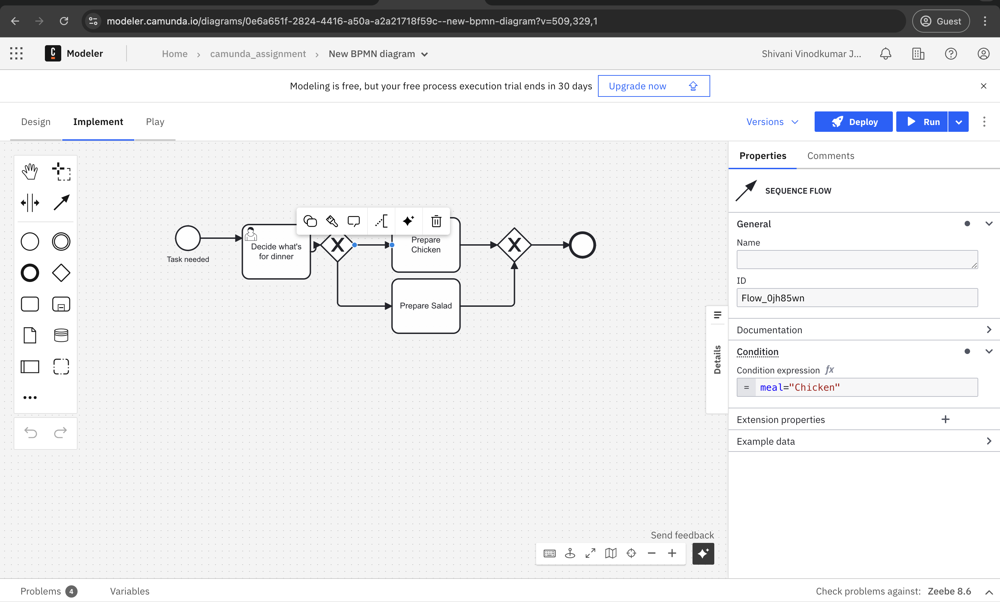 modeler.camunda.io/diagrams/0e6a651f-2824-4416-a50a-a2a21718f59c--new-bpmn-diagram?v=509,329,1
Guest
C
Modeler
Home > camunda_assignment > New BPMN diagram
Shivani Vinodkumar J...
Modeling is free, but your free process execution trial ends in 30 days
Upgrade now
Design
Implement
Play
Versions
Deploy
Run
Properties
Comments
SEQUENCE FLOW
General
Name
ID
Flow_0jh85wn
Documentation
Condition
Condition expression fx
= meal="Chicken"
Extension properties
Example data
Details
Task needed
Decide what's
for dinner
X
Prepare
Chicken
X
Prepare Salad
Send feedback
Problems 4
Variables
Check problems against: Zeebe 8.6